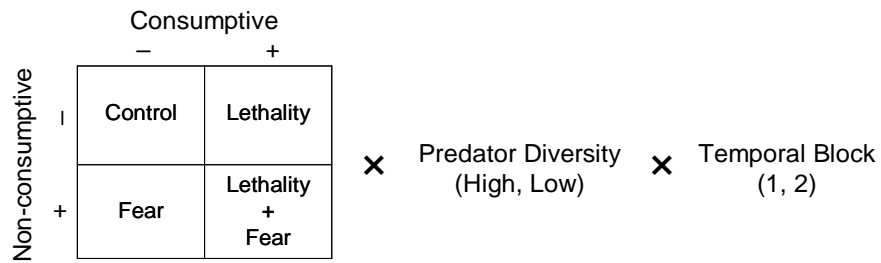 Consumptive
– +
Non-consumptive
–
Control
Lethality
+
Fear
Lethality
+
Fear
× Predator Diversity × Temporal Block
(High, Low) (1, 2)